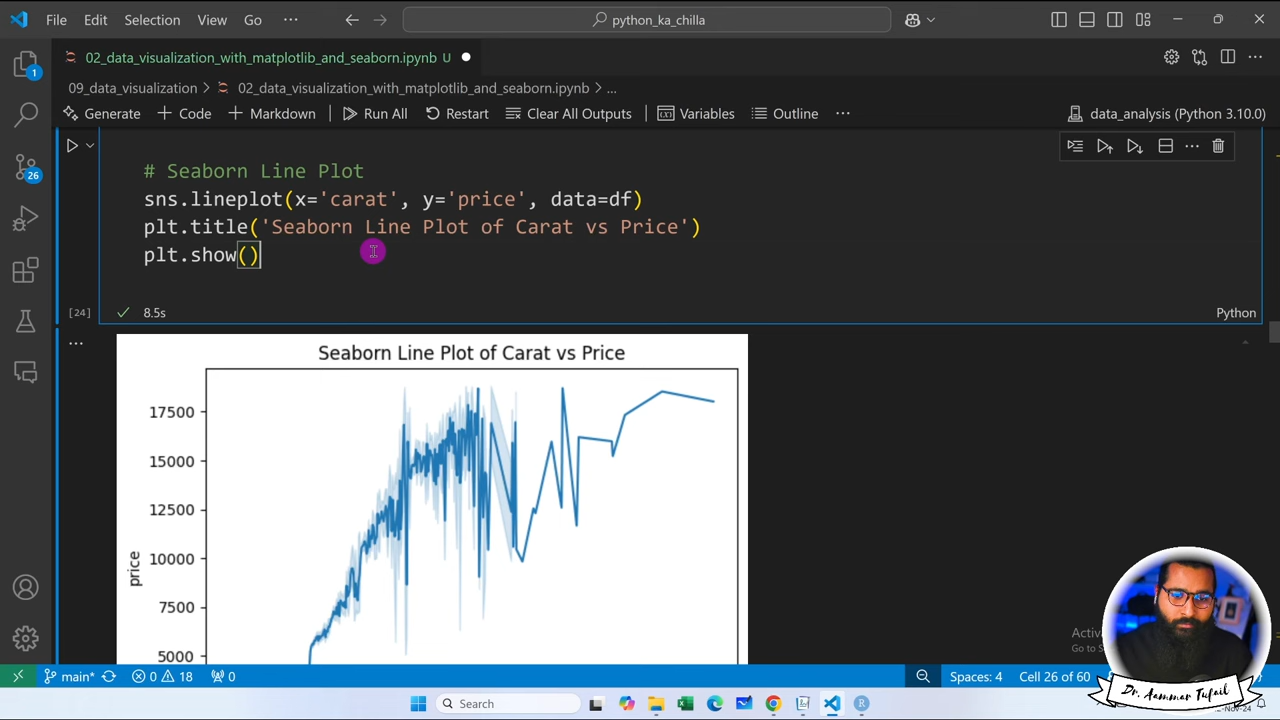 File Edit Selection View Go ··· python_ka_chilla
02_data_visualization_with_matplotlib_and_seaborn.ipynb U
09_data_visualization > 02_data_visualization_with_matplotlib_and_seaborn.ipynb > ...
Generate + Code + Markdown Run All Restart Clear All Outputs Variables Outline ··· data_analysis (Python 3.10.0)
# Seaborn Line Plot
sns.lineplot(x='carat', y='price', data=df)
plt.title('Seaborn Line Plot of Carat vs Price')
plt.show()
[24] 8.5s Python
Seaborn Line Plot of Carat vs Price
17500
15000
12500
10000
7500
5000
price
1
26
main* 0 18 0 Spaces: 4 Cell 26 of 60
Search
Dr. Aammar Tufail